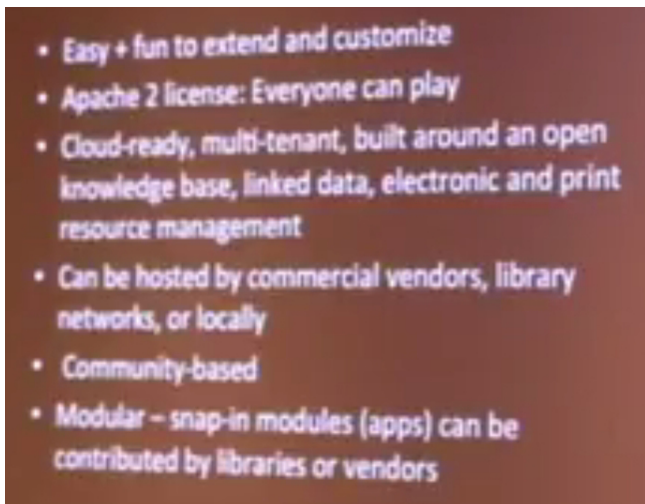 • Easy + fun to extend and customize
• Apache 2 license: Everyone can play
• Cloud-ready, multi-tenant, built around an open
knowledge base, linked data, electronic and print
resource management
• Can be hosted by commercial vendors, library
networks, or locally
• Community-based
• Modular – snap-in modules (apps) can be
contributed by libraries or vendors